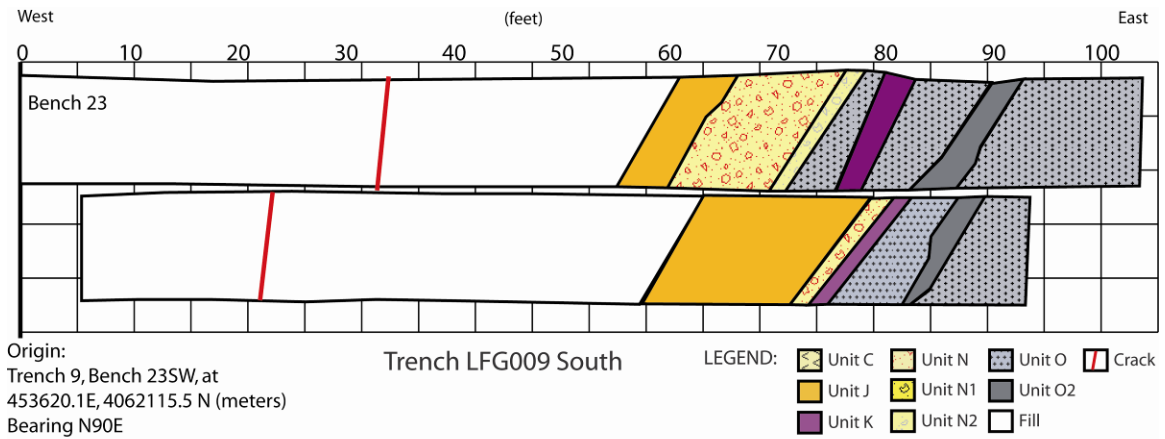 West (feet) East
0 10 20 30 40 50 60 70 80 90 100
Bench 23
Origin:
Trench 9, Bench 23SW, at
453620.1E, 4062115.5 N (meters)
Bearing N90E
Trench LFG009 South
LEGEND:
Unit C Unit N Unit O Crack
Unit J Unit N1 Unit O2
Unit K Unit N2 Fill